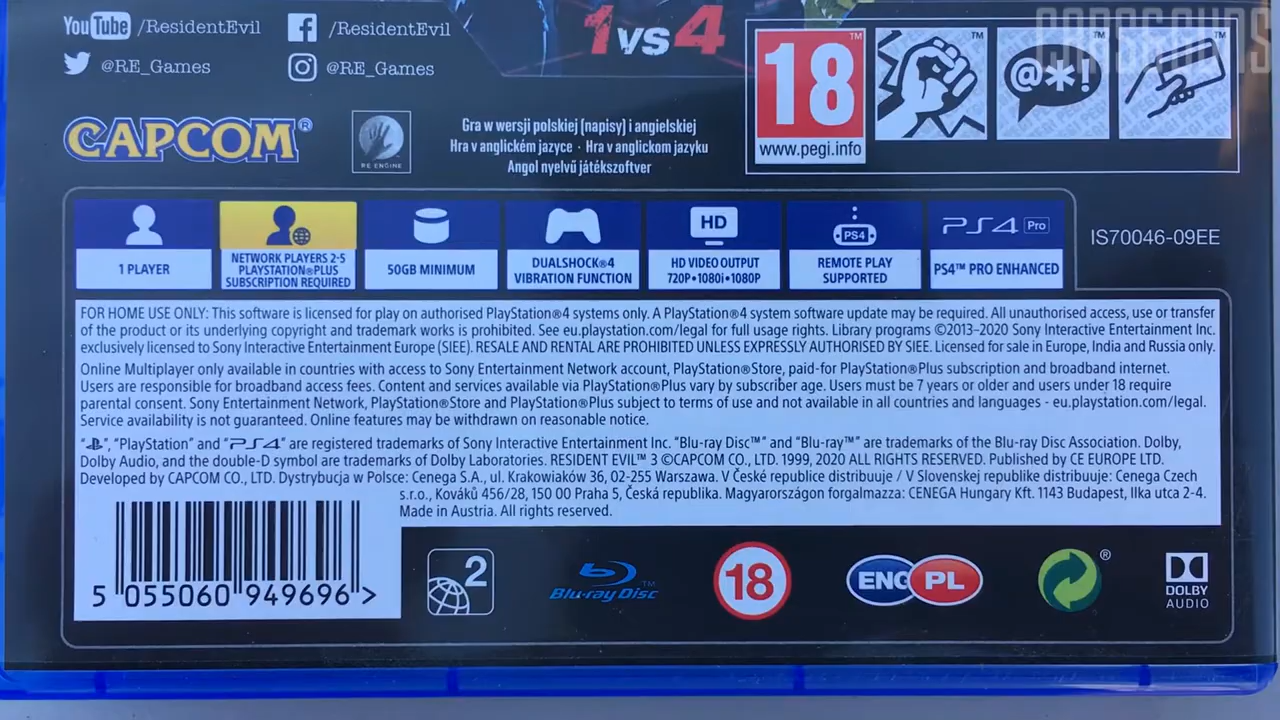 You Tube /ResidentEvil
/ResidentEvil
@RE_Games
@RE_Games
1 vs 4
18
www.pegi.info
@*!
CAPCOM®
RE ENGINE
Gra w wersji polskiej (napisy) i angielskiej
Hra v anglickém jazyce · Hra v anglickom jazyku
Angol nyelvű játékszoftver
1 PLAYER
NETWORK PLAYERS 2-5
PLAYSTATION®PLUS
SUBSCRIPTION REQUIRED
50GB MINIMUM
DUALSHOCK®4
VIBRATION FUNCTION
HD
HD VIDEO OUTPUT
720P•1080i•1080P
PS4
REMOTE PLAY
SUPPORTED
PS4 Pro
PS4™ PRO ENHANCED
IS70046-09EE
FOR HOME USE ONLY: This software is licensed for play on authorised PlayStation®4 systems only. A PlayStation®4 system software update may be required. All unauthorised access, use or transfer
of the product or its underlying copyright and trademark works is prohibited. See eu.playstation.com/legal for full usage rights. Library programs ©2013–2020 Sony Interactive Entertainment Inc.
exclusively licensed to Sony Interactive Entertainment Europe (SIEE). RESALE AND RENTAL ARE PROHIBITED UNLESS EXPRESSLY AUTHORISED BY SIEE. Licensed for sale in Europe, India and Russia only.
Online Multiplayer only available in countries with access to Sony Entertainment Network account, PlayStation®Store, paid-for PlayStation®Plus subscription and broadband internet.
Users are responsible for broadband access fees. Content and services available via PlayStation®Plus vary by subscriber age. Users must be 7 years or older and users under 18 require
parental consent. Sony Entertainment Network, PlayStation®Store and PlayStation®Plus subject to terms of use and not available in all countries and languages - eu.playstation.com/legal.
Service availability is not guaranteed. Online features may be withdrawn on reasonable notice.
“ ”, “PlayStation” and “PS4” are registered trademarks of Sony Interactive Entertainment Inc. “Blu-ray Disc™” and “Blu-ray™” are trademarks of the Blu-ray Disc Association. Dolby,
Dolby Audio, and the double-D symbol are trademarks of Dolby Laboratories. RESIDENT EVIL™ 3 ©CAPCOM CO., LTD. 1999, 2020 ALL RIGHTS RESERVED. Published by CE EUROPE LTD.
Developed by CAPCOM CO., LTD. Dystrybucja w Polsce: Cenega S.A., ul. Krakowiaków 36, 02-255 Warszawa. V České republice distribuuje / V Slovenskej republike distribuuje: Cenega Czech
s.r.o., Kováků 456/28, 150 00 Praha 5, Česká republika. Magyarországon forgalmazza: CENEGA Hungary Kft. 1143 Budapest, Ilka utca 2-4.
Made in Austria. All rights reserved.
5 055060 949696 >
2
Blu-ray Disc™
18
ENG PL
®
DOLBY
AUDIO